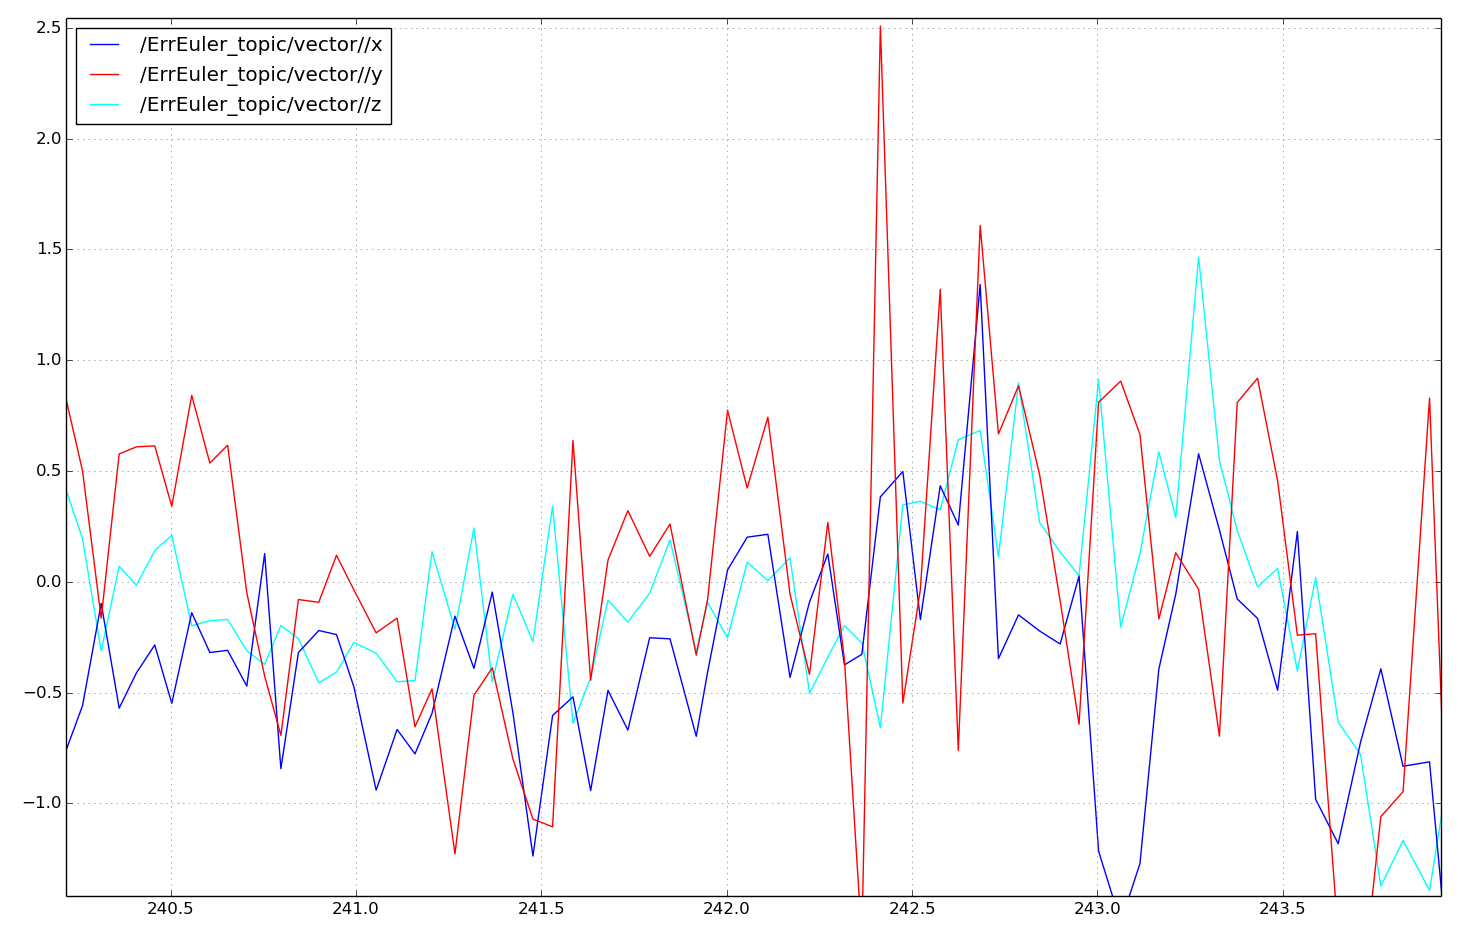 2.5
/ErrEuler_topic/vector//x
/ErrEuler_topic/vector//y
/ErrEuler_topic/vector//z
2.0
1.5
1.0
0.5
0.0
−0.5
−1.0
240.5 241.0 241.5 242.0 242.5 243.0 243.5